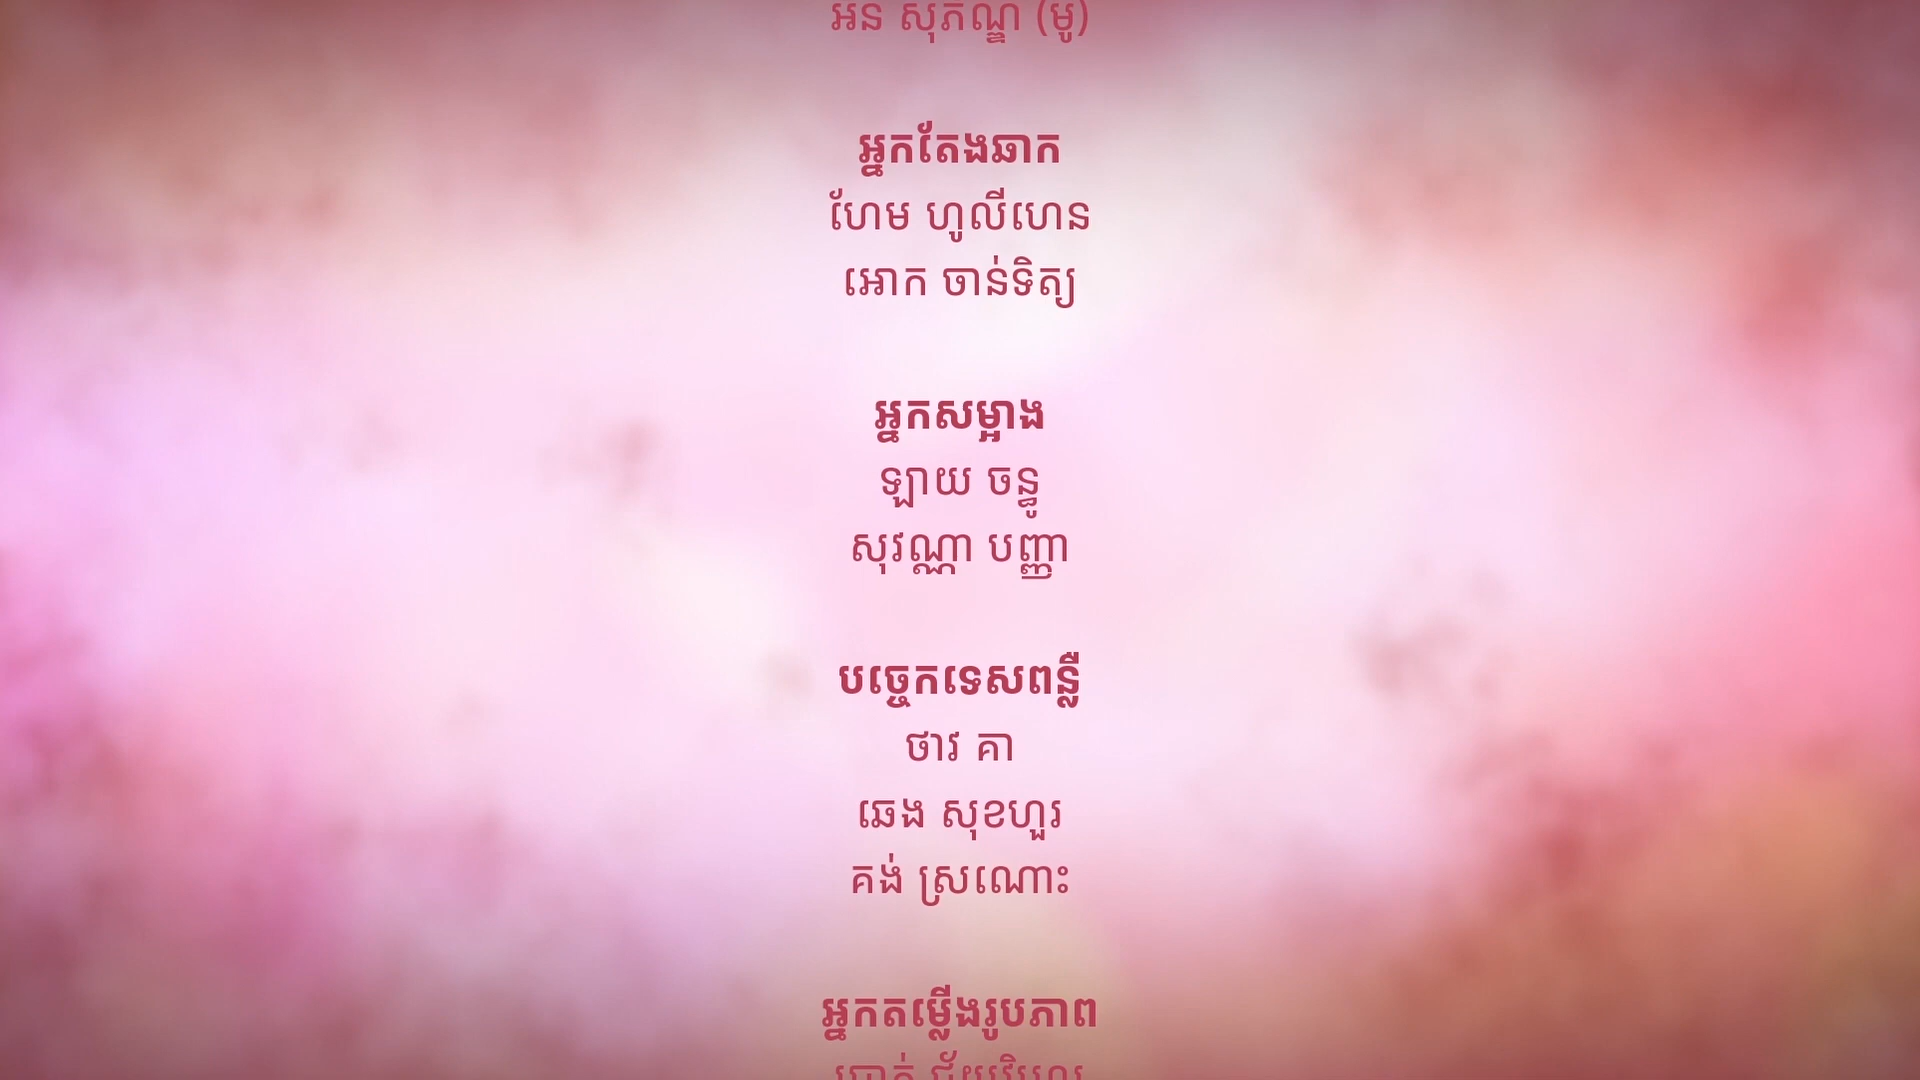 អ៊ន សុភ័ណ្ឌ (មូ)
អ្នកតែងឆាក
ហែម ហូលីហេន
អោក ចាន់ទិត្យ
អ្នកសម្អាង
ឡាយ ចន្ធូ
សុវណ្ណា បញ្ញា
បច្ចេកទេសពន្លឺ
ថាវ គា
ឆេង សុខហួរ
គង់ ស្រណោះ
អ្នកតម្លើងរូបភាព